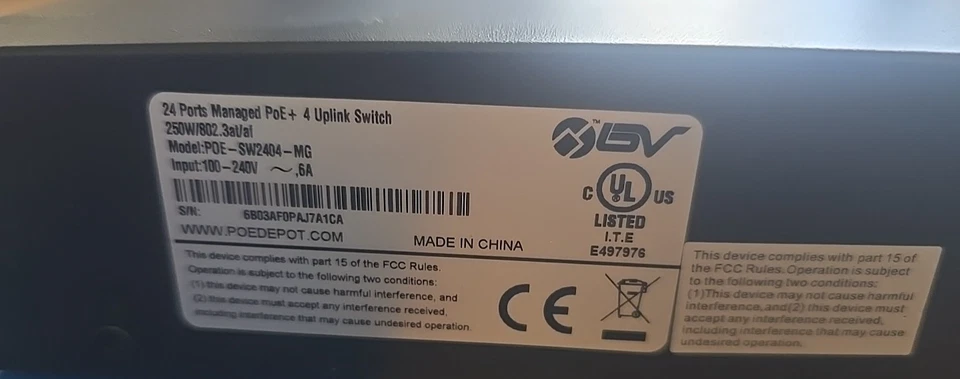 24 Ports Managed PoE+ 4 Uplink Switch
250W/802.3at/af
Model:POE-SW2404-MG
Input:100-240V ~,6A
S/N: 6B03AF0PAJ7A1CA
WWW.POEDEPOT.COM
MADE IN CHINA
BV™
C UL US
LISTED
I.T.E
E497976
This device complies with part 15 of the FCC Rules.
Operation is subject to the following two conditions:
(1) this device may not cause harmful interference, and
(2) this device must accept any interference received,
including interference that may cause undesired operation.
CE
This device complies with part 15 of
the FCC Rules.Operation is subject
to the following two conditions:
(1)This device may not cause harmful
interference,and(2) this device must
accept any interference received,
including interference that may cause
undesired operation.